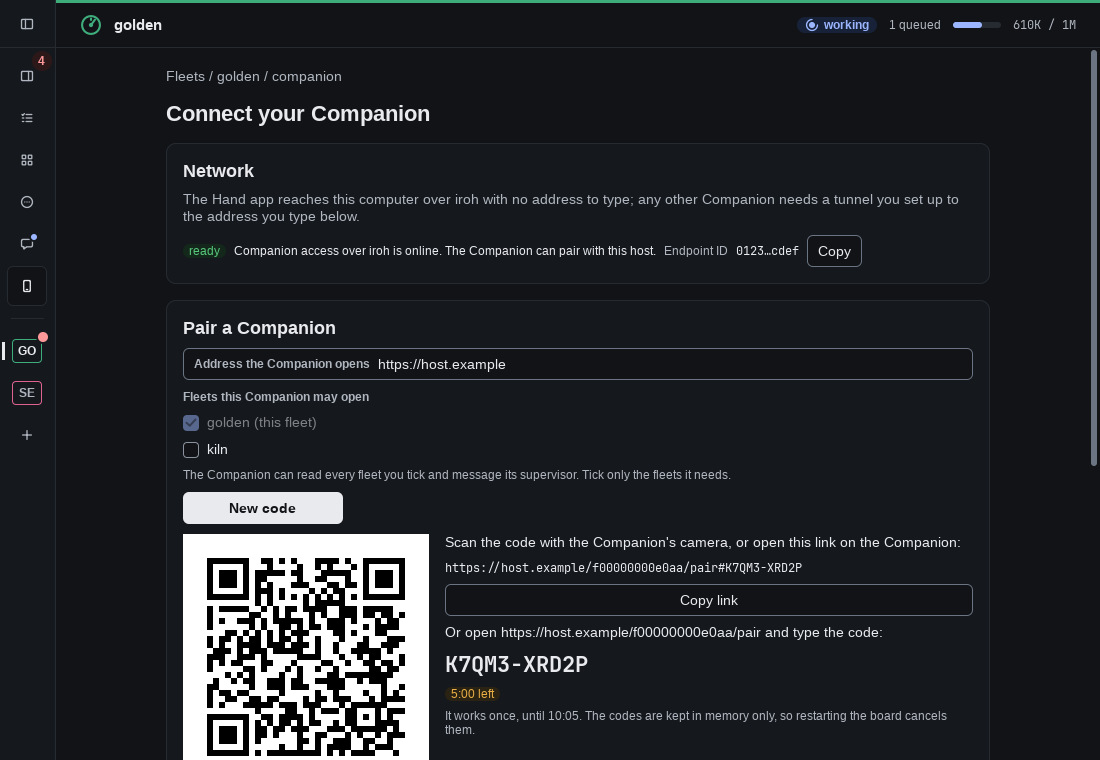 golden
working
1 queued
610K / 1M
4
GO
SE
Fleets / golden / companion
Connect your Companion
Network
The Hand app reaches this computer over iroh with no address to type; any other Companion needs a tunnel you set up to
the address you type below.
ready Companion access over iroh is online. The Companion can pair with this host. Endpoint ID 0123…cdef Copy
Pair a Companion
Address the Companion opens https://host.example
Fleets this Companion may open
golden (this fleet)
kiln
The Companion can read every fleet you tick and message its supervisor. Tick only the fleets it needs.
New code
Scan the code with the Companion's camera, or open this link on the Companion:
https://host.example/f00000000e0aa/pair#K7QM3-XRD2P
Copy link
Or open https://host.example/f00000000e0aa/pair and type the code:
K7QM3-XRD2P
5:00 left
It works once, until 10:05. The codes are kept in memory only, so restarting the board cancels
them.